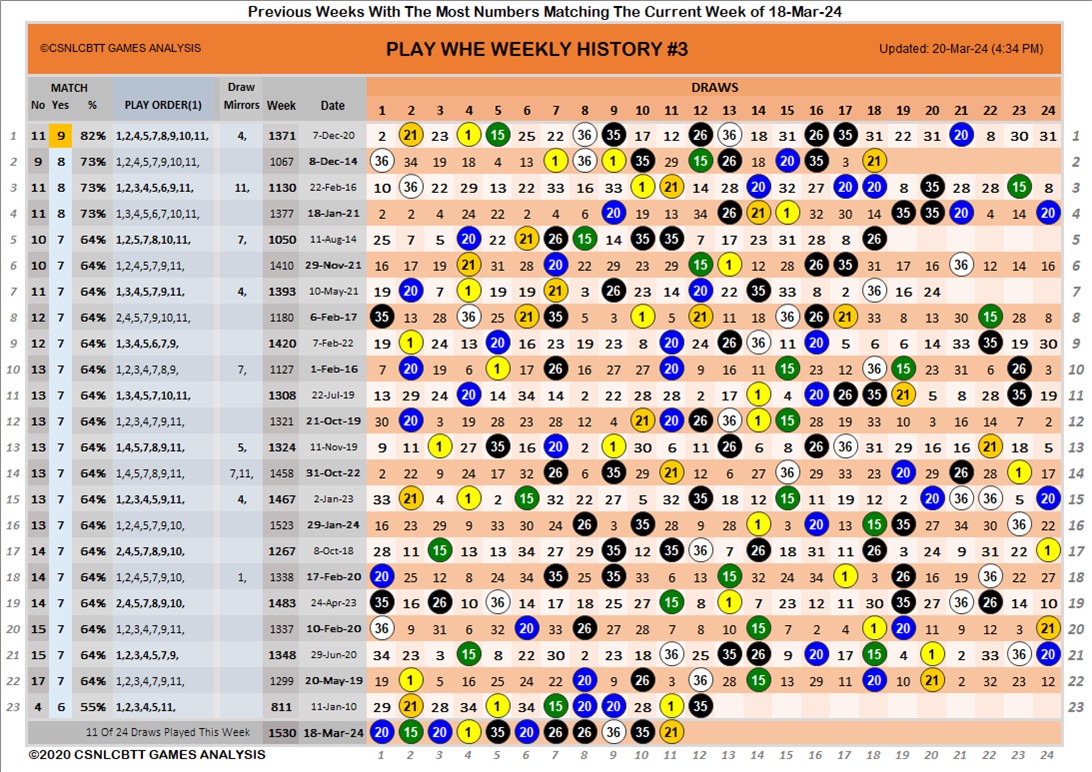 Previous Weeks With The Most Numbers Matching The Current Week of 18-Mar-24
©CSNLCBTT GAMES ANALYSIS PLAY WHE WEEKLY HISTORY #3 Updated: 20-Mar-24 (4:34 PM)
MATCH Draw DRAWS
No Yes % PLAY ORDER(1) Mirrors Week Date 1 2 3 4 5 6 7 8 9 10 11 12 13 14 15 16 17 18 19 20 21 22 23 24
1 11 9 82% 1,2,4,5,7,8,9,10,11, 4, 1371 7-Dec-20 2 21 23 1 5 25 22 36 35 17 12 26 36 18 31 26 35 31 22 31 20 8 30 31 1
2 9 8 73% 1,2,4,5,7,9,10,11, 1067 8-Dec-14 36 34 19 18 4 13 1 36 1 35 29 15 26 18 20 35 3 21 2
3 11 8 73% 1,2,3,4,5,6,9,11, 11, 1130 22-Feb-16 10 36 22 29 13 22 33 16 33 1 21 14 28 20 32 27 20 20 8 35 28 28 15 8 3
4 11 8 73% 1,3,4,5,6,7,10,11, 1377 18-Jan-21 2 2 4 24 22 2 4 6 20 19 13 34 26 21 1 32 30 14 35 35 20 4 14 20 4
5 10 7 64% 1,2,5,7,8,10,11, 7, 1050 11-Aug-14 25 7 5 20 22 21 26 15 14 35 35 7 17 23 31 28 8 26 5
6 10 7 64% 1,2,4,5,7,9,11, 1410 29-Nov-21 16 17 19 21 31 28 20 22 29 23 29 15 1 12 28 26 35 31 17 16 36 12 14 16 6
7 11 7 64% 1,3,4,5,7,9,11, 4, 1393 10-May-21 19 20 7 1 19 19 21 3 26 23 14 20 22 35 33 8 2 36 16 24 7
8 12 7 64% 2,4,5,7,9,10,11, 1180 6-Feb-17 35 13 28 36 25 21 35 5 3 1 5 21 11 18 36 26 21 33 8 13 30 15 28 8 8
9 12 7 64% 1,3,4,5,6,7,9, 1420 7-Feb-22 19 1 24 13 20 16 23 19 23 8 20 24 26 36 11 20 5 6 6 14 33 35 19 30 9
10 13 7 64% 1,2,3,4,7,8,9, 7, 1127 1-Feb-16 7 20 19 6 1 17 26 16 27 27 20 9 16 11 15 23 14 36 15 23 31 6 26 3 10
11 13 7 64% 1,3,4,5,7,10,11, 1308 22-Jul-19 13 29 24 20 14 34 14 2 22 28 28 2 17 1 4 20 26 35 21 5 8 28 35 19 11
12 13 7 64% 1,2,3,4,7,9,11, 1321 21-Oct-19 30 20 3 19 28 23 28 12 4 21 20 26 36 1 15 28 19 33 10 3 16 14 7 2 12
13 13 7 64% 1,4,5,7,8,9,11, 5, 1324 11-Nov-19 9 11 1 27 35 16 20 2 1 30 6 11 26 6 8 26 36 31 29 16 16 21 18 5 13
14 13 7 64% 1,4,5,7,8,9,11, 7,11, 1458 31-Oct-22 2 22 9 24 17 22 26 6 35 11 21 12 6 27 36 18 33 23 20 29 26 29 1 17 14
15 13 7 64% 1,2,3,4,5,9,11, 4, 1467 2-Jan-23 33 21 4 1 2 15 32 22 27 5 32 35 18 12 15 11 19 12 2 20 36 36 5 20 15
16 13 7 64% 1,2,4,5,7,9,10, 1523 29-Jan-24 16 23 29 9 33 30 24 26 3 35 28 9 28 1 3 20 13 15 35 27 34 30 36 22 16
17 14 7 64% 2,4,5,7,8,9,10, 1267 8-Oct-18 28 11 15 13 13 34 27 29 35 12 35 36 7 26 18 31 11 26 3 24 9 31 22 1 17
18 14 7 64% 1,2,4,5,7,9,10, 1, 1338 17-Feb-20 20 25 12 8 24 34 35 25 35 33 6 13 15 32 24 34 1 3 26 16 19 36 22 27 18
19 14 7 64% 2,4,5,7,8,9,10, 1483 24-Apr-23 35 16 26 10 36 14 17 18 25 27 15 8 1 7 23 12 11 30 35 27 36 26 14 10 19
20 15 7 64% 1,2,3,4,7,9,11, 1337 10-Feb-20 36 9 31 6 32 20 33 26 27 28 7 8 10 15 7 2 4 1 20 11 9 12 3 21 20
21 15 7 64% 1,2,3,4,5,7,9, 1348 29-Jun-20 34 23 3 15 8 22 30 2 23 28 36 25 35 26 9 20 17 15 4 1 2 33 36 20 21
22 17 7 64% 1,2,3,4,7,9,11, 1299 20-May-19 19 1 5 16 25 24 22 20 9 26 3 36 28 15 13 29 11 20 10 21 2 32 23 12 22
23 4 6 55% 1,2,3,4,5,11, 811 11-Jan-10 29 21 28 34 1 34 15 20 20 28 1 35 23
11 Of 24 Draws Played This Week 1530 18-Mar-24 20 15 20 1 35 20 26 26 36 35 21
©2020 CSNLCBTT GAMES ANALYSIS 1 2 3 4 5 6 7 8 9 10 11 12 13 14 15 16 17 18 19 20 21 22 23 24